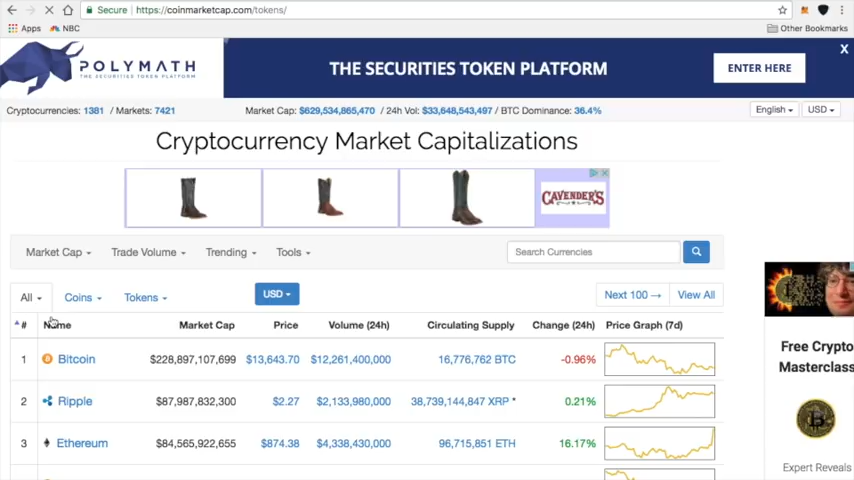 Secure https://coinmarketcap.com/tokens/
Apps NBC Other Bookmarks
POLYMATH
THE SECURITIES TOKEN PLATFORM
THE SECURITIES TOKEN PLATFORM
ENTER HERE
X
Cryptocurrencies: 1381 / Markets: 7421 Market Cap: $629,534,865,470 / 24h Vol: $33,648,543,497 / BTC Dominance: 36.4% English USD
Cryptocurrency Market Capitalizations
CAVENDER'S
Market Cap Trade Volume Trending Tools Search Currencies
All Coins Tokens USD Next 100 → View All
# Name Market Cap Price Volume (24h) Circulating Supply Change (24h) Price Graph (7d)
1 Bitcoin $228,897,107,699 $13,643.70 $12,261,400,000 16,776,762 BTC -0.96%
2 Ripple $87,987,832,300 $2.27 $2,133,980,000 38,739,144,847 XRP * 0.21%
3 Ethereum $84,565,922,655 $874.38 $4,338,430,000 96,715,851 ETH 16.17%
Free Crypto
Masterclass
Expert Reveals